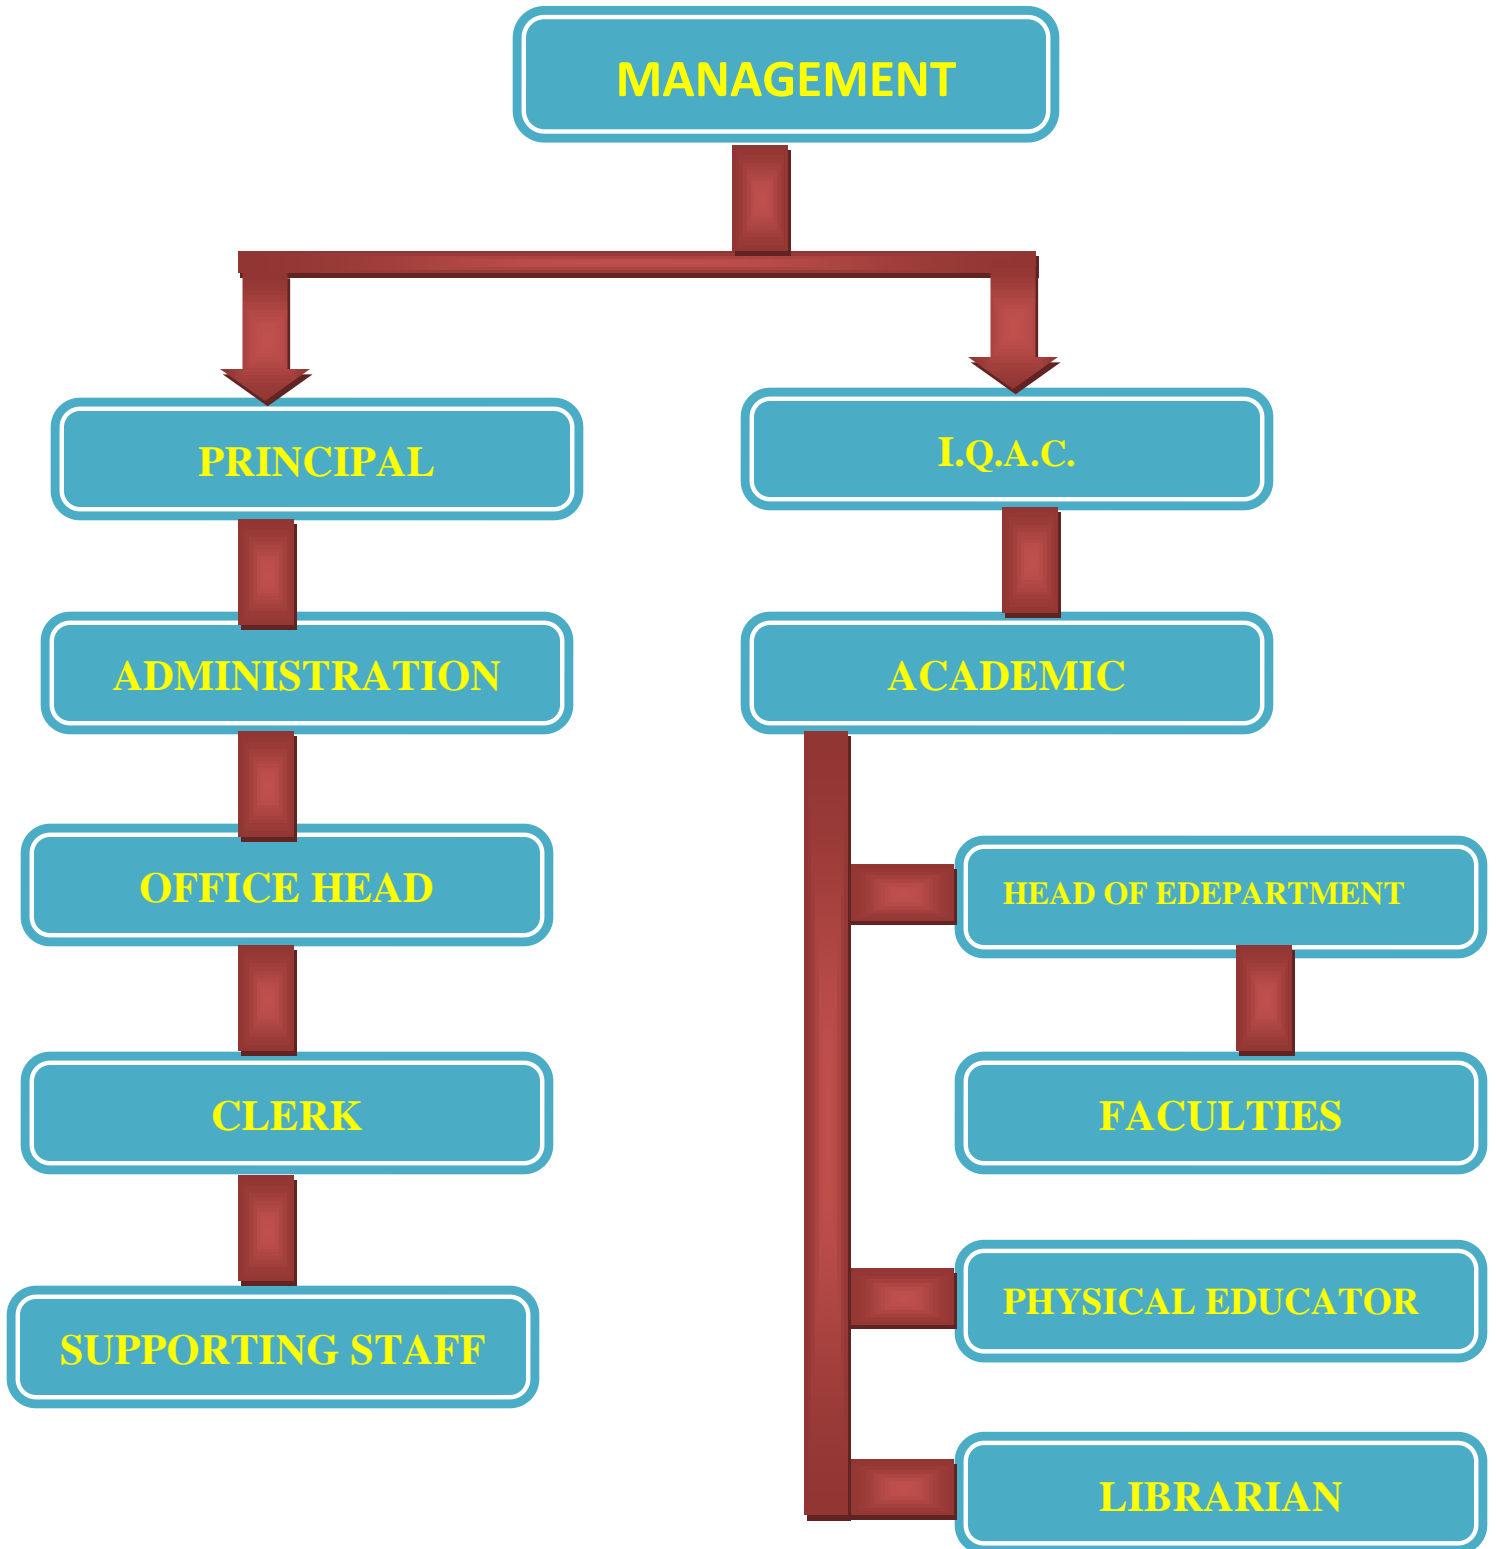 MANAGEMENT
PRINCIPAL
I.Q.A.C.
ADMINISTRATION
ACADEMIC
OFFICE HEAD
HEAD OF EDEPARTMENT
CLERK
FACULTIES
PHYSICAL EDUCATOR
SUPPORTING STAFF
LIBRARIAN